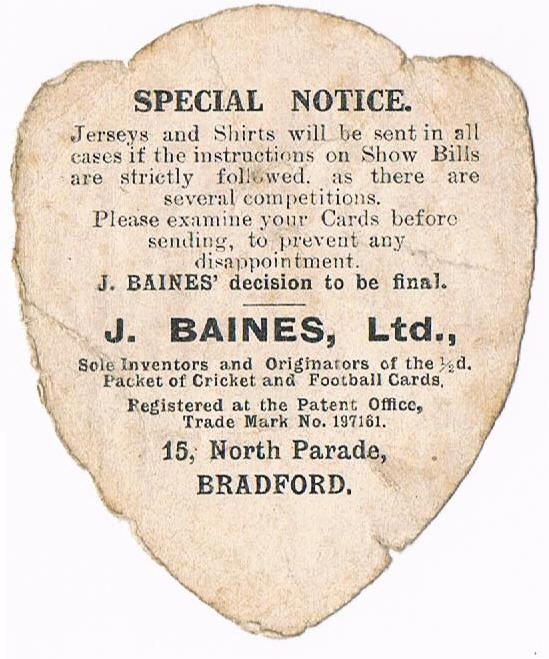 SPECIAL NOTICE.
Jerseys and Shirts will be sent in all
cases if the instructions on Show Bills
are strictly followed. as there are
several competitions.
Please examine your Cards before
sending, to prevent any
disappointment.
J. BAINES' decision to be final.
J. BAINES, Ltd.,
Sole Inventors and Originators of the ½d.
Packet of Cricket and Football Cards,
Registered at the Patent Office,
Trade Mark No. 197161.
15, North Parade,
BRADFORD.